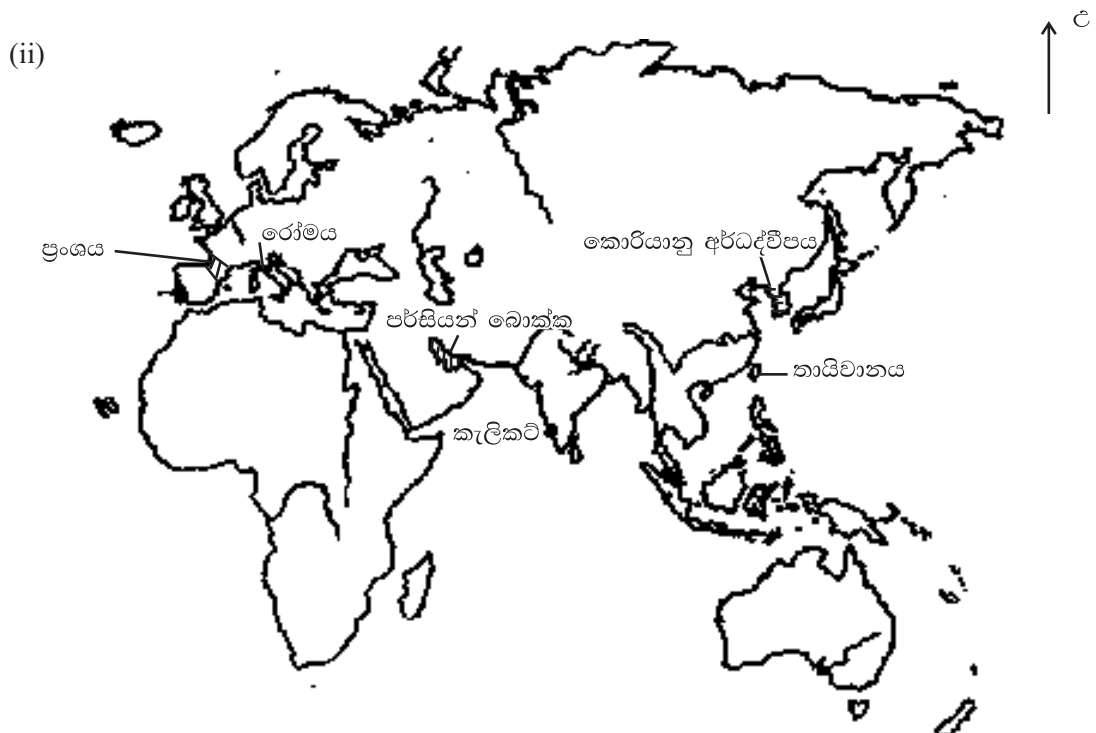 උ
(ii)
ප්‍රංශය
රෝමය
කොරියානු අර්ධද්වීපය
පර්සියන් බොක්ක
තායිවානය
කැලිකට්